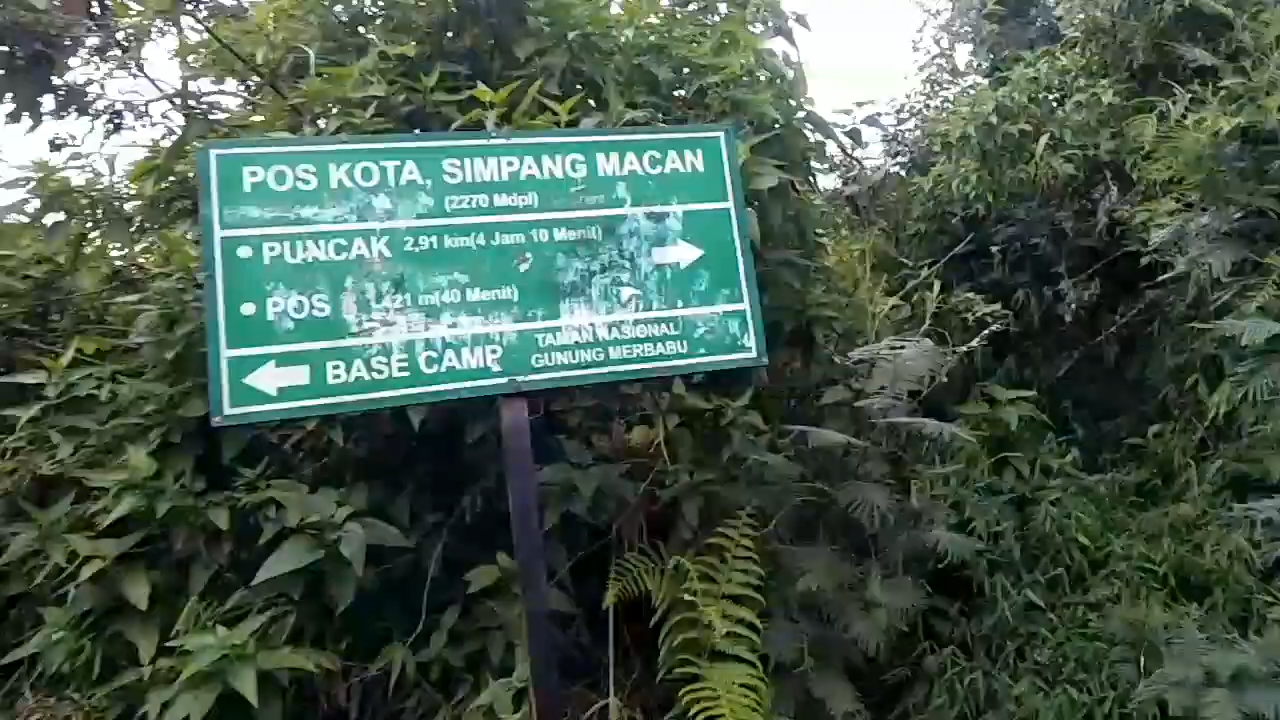 POS KOTA, SIMPANG MACAN
(2270 Mdpl)
• PUNCAK 2,91 km(4 Jam 10 Menit)
• POS 421 m(40 Menit)
BASE CAMP
TAMAN NASIONAL
GUNUNG MERBABU